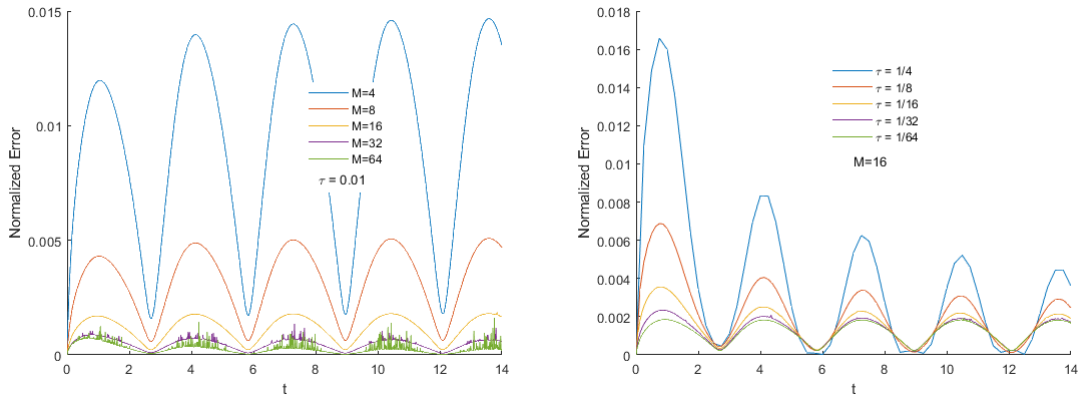 0.015
0.01
0.005
0
Normalized Error
M=4
M=8
M=16
M=32
M=64
τ = 0.01
0 2 4 6 8 10 12 14
t
0.018
0.016
0.014
0.012
0.01
0.008
0.006
0.004
0.002
0
Normalized Error
τ = 1/4
τ = 1/8
τ = 1/16
τ = 1/32
τ = 1/64
M=16
0 2 4 6 8 10 12 14
t